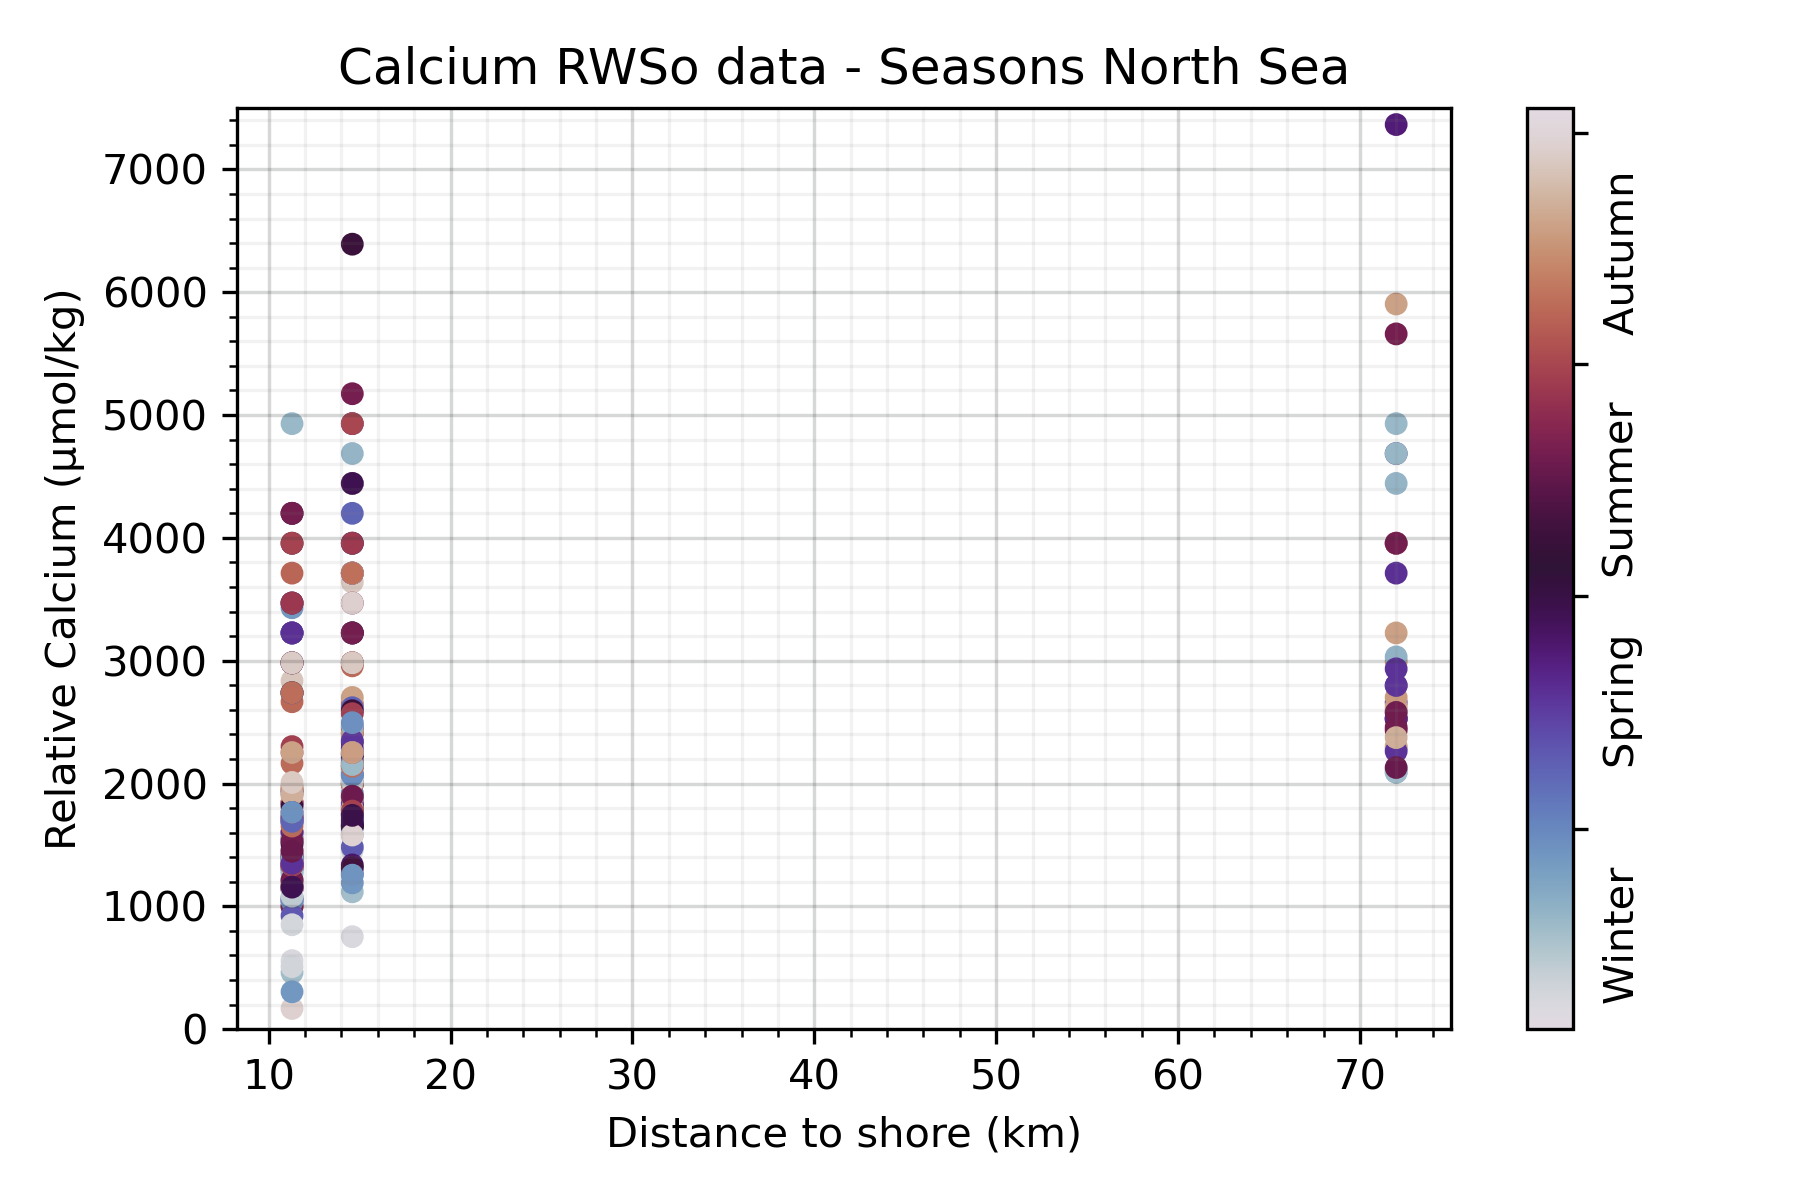 Calcium RWSo data - Seasons North Sea
Relative Calcium (µmol/kg)
7000
6000
5000
4000
3000
2000
1000
0
10 20 30 40 50 60 70
Distance to shore (km)
Autumn
Summer
Spring
Winter